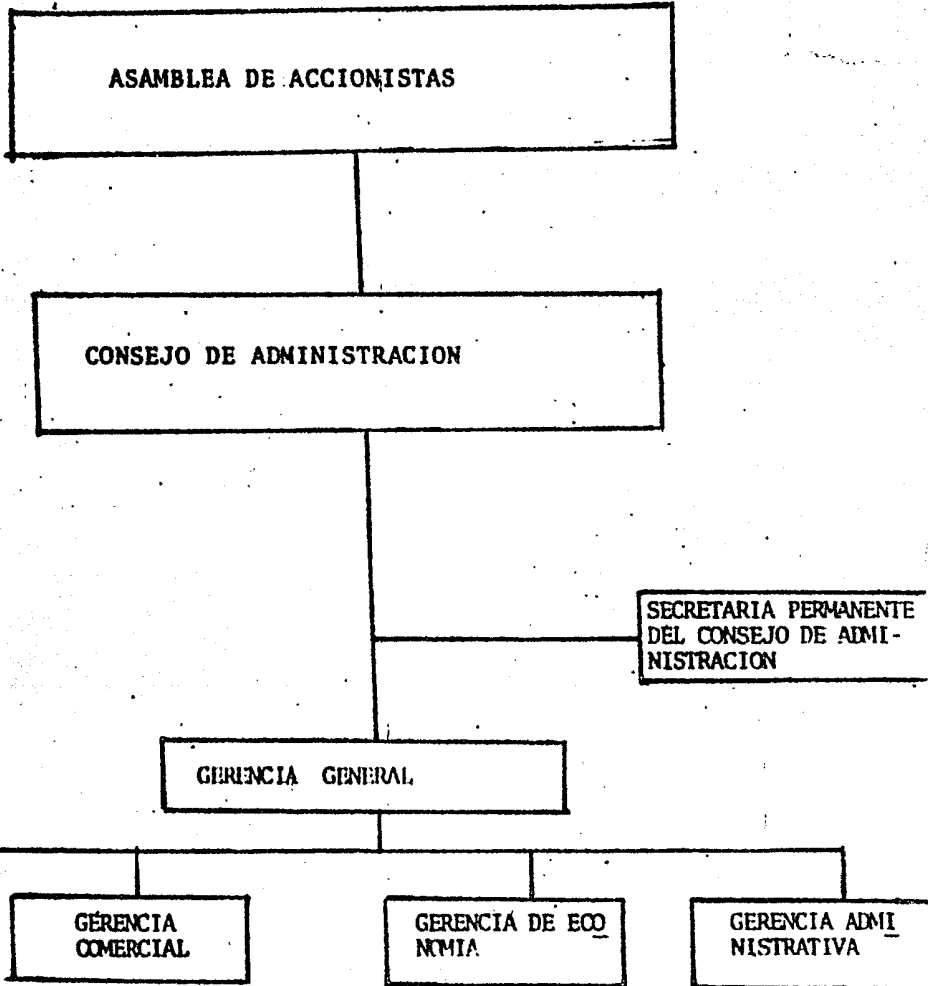 ASAMBLEA DE ACCIONISTAS
CONSEJO DE ADMINISTRACION
SECRETARIA PERMANENTE
DEL CONSEJO DE ADMI-
NISTRACION
GERENCIA GENERAL
GERENCIA
COMERCIAL
GERENCIA DE ECO
NOMIA
GERENCIA ADMI
NISTRATIVA